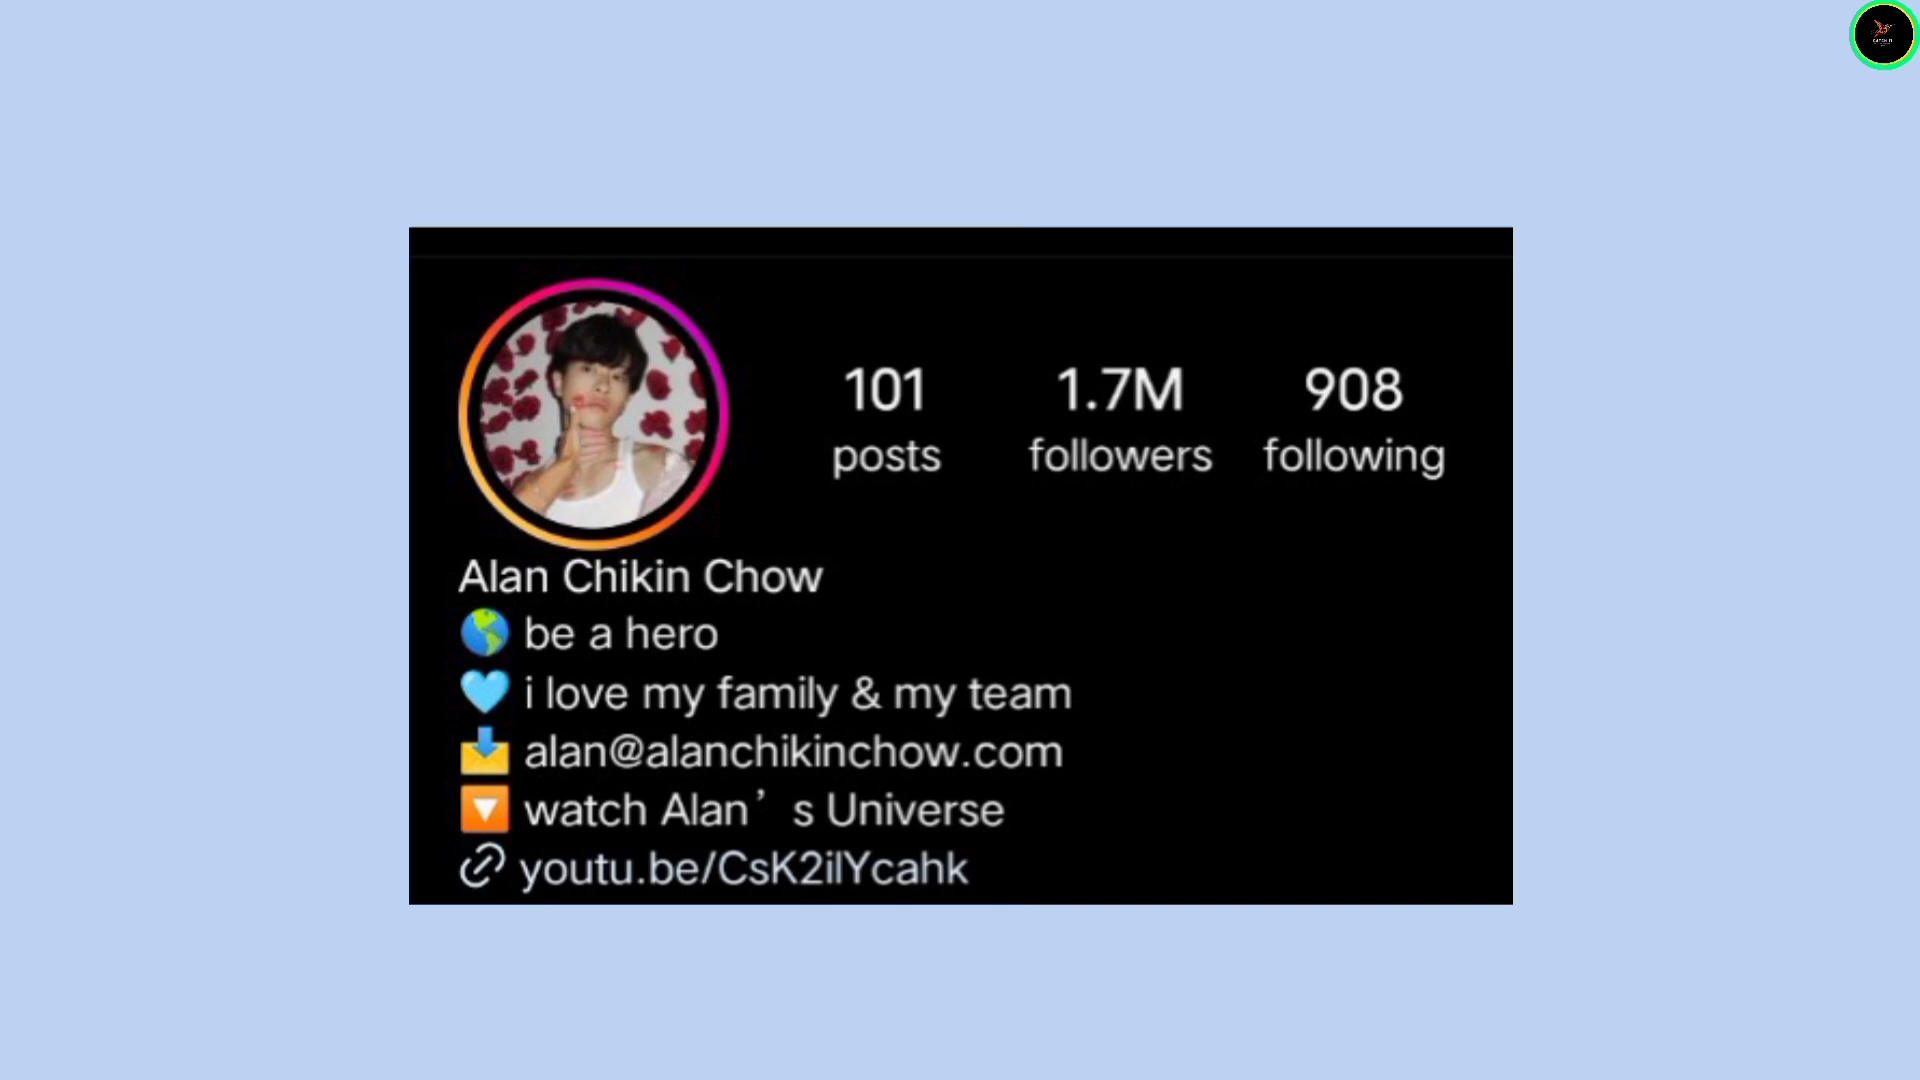 101
posts
1.7M
followers
908
following
Alan Chikin Chow
🌎 be a hero
🩵 i love my family & my team
📩 alan@alanchikinchow.com
🔽 watch Alan’s Universe
youtu.be/CsK2ilYcahk